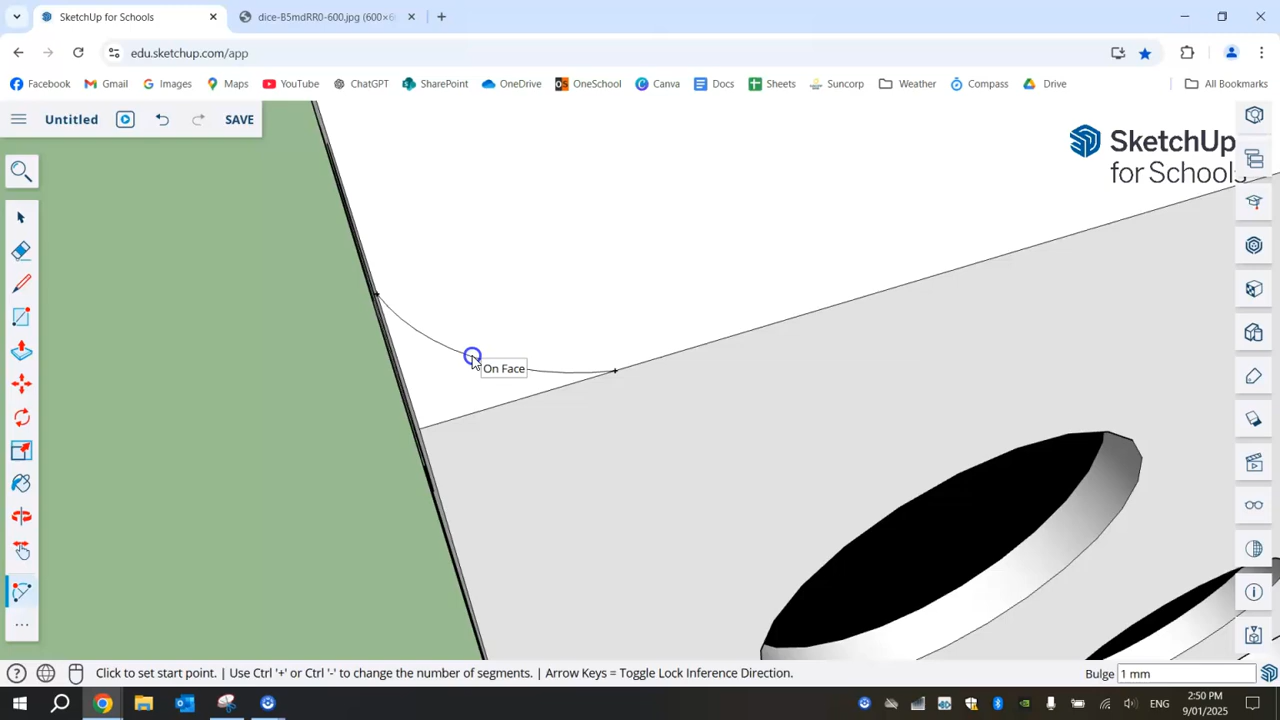 SketchUp for Schools
dice-B5mdRR0-600.jpg (600×6
edu.sketchup.com/app
Facebook
Gmail
Images
Maps
YouTube
ChatGPT
SharePoint
OneDrive
OneSchool
Canva
Docs
Sheets
Suncorp
Weather
Compass
Drive
All Bookmarks
Untitled
SAVE
SketchUp
for Schools
On Face
Click to set start point. | Use Ctrl '+' or Ctrl '-' to change the number of segments. | Arrow Keys = Toggle Lock Inference Direction.
Bulge
1 mm
ENG
2:50 PM
9/01/2025